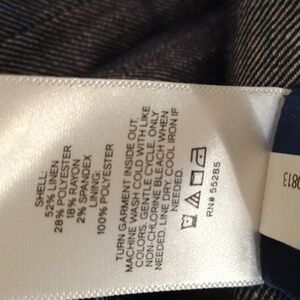 SHELL:
52% LINEN
28% POLYESTER
18% RAYON
2% SPANDEX
LINING:
100% POLYESTER
TURN GARMENT INSIDE OUT.
MACHINE WASH COLD WITH LIKE
COLORS, GENTLE CYCLE. ONLY
NON-CHLORINE BLEACH WHEN
NEEDED. LINE DRY. COOL IRON IF
NEEDED.
RN# 55285
0813